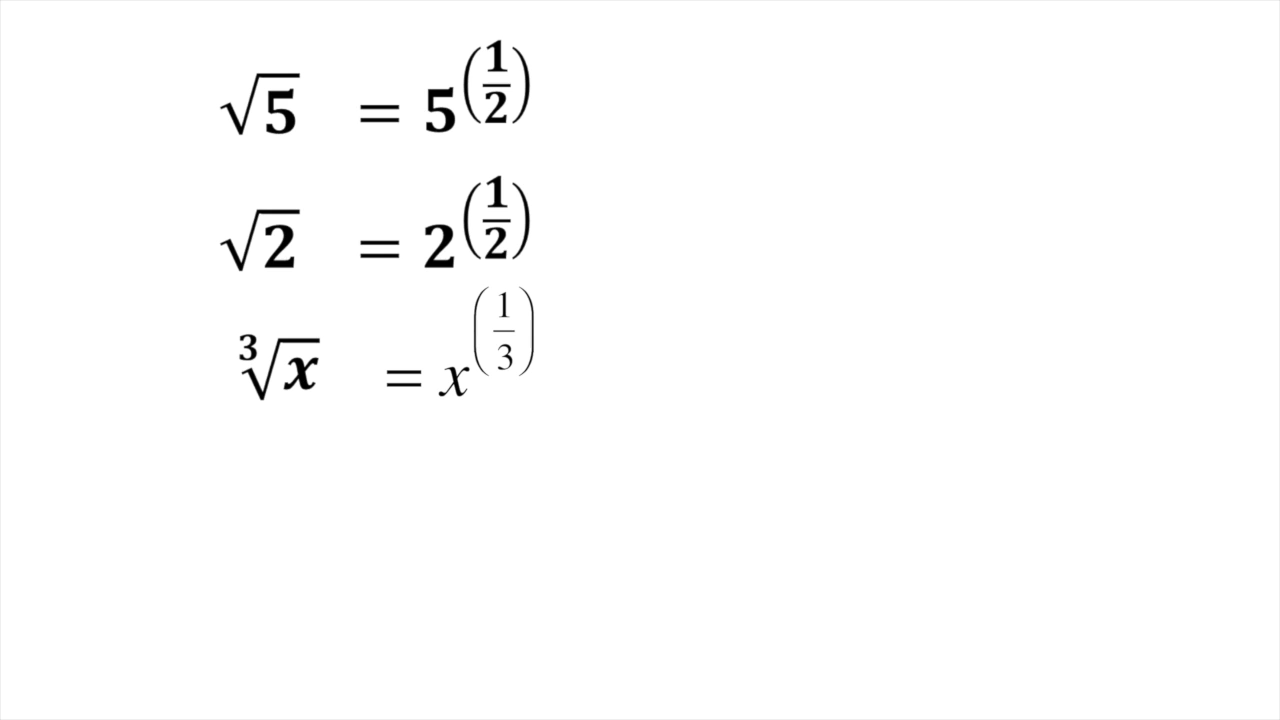 √5 = 5^(1/2)
√2 = 2^(1/2)
∛x = x^(1/3)